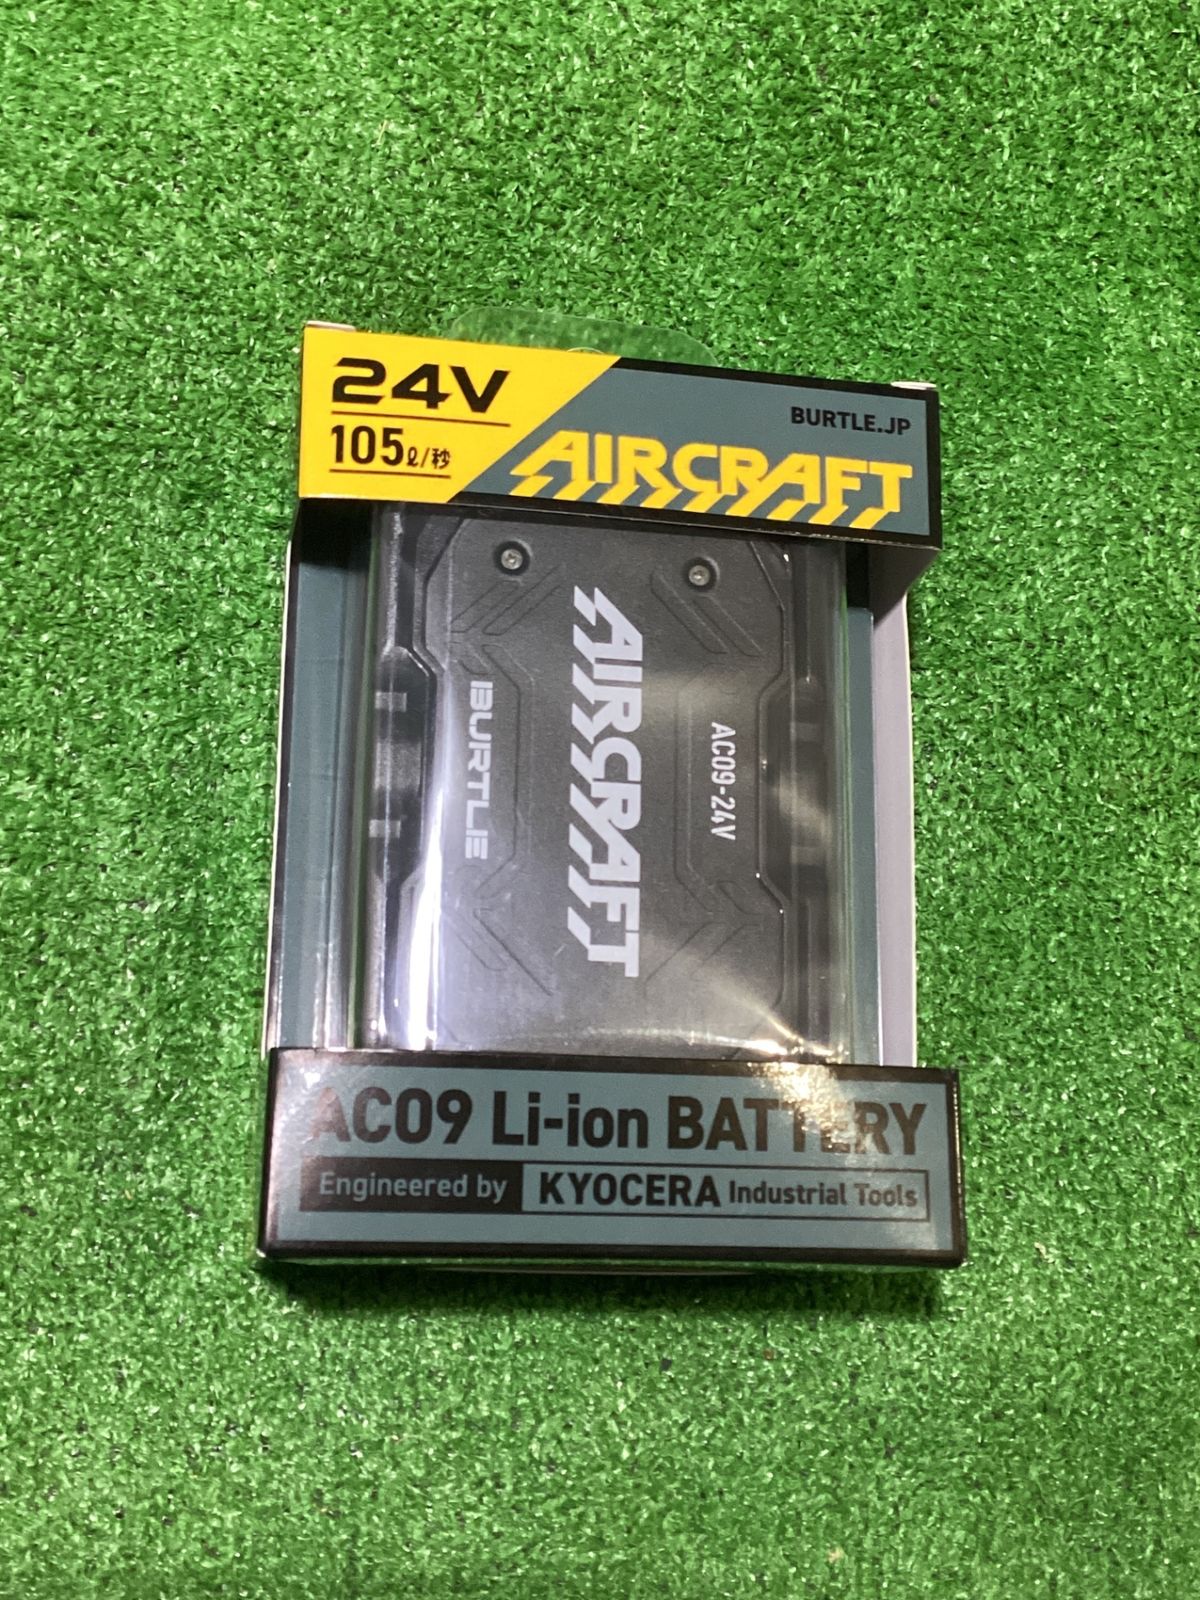 24V
105ℓ/秒
BURTLE.JP
AIRCRAFT
AC09-24V
AIRCRAFT
BURTLE
AC09 Li-ion BATTERY
Engineered by KYOCERA Industrial Tools